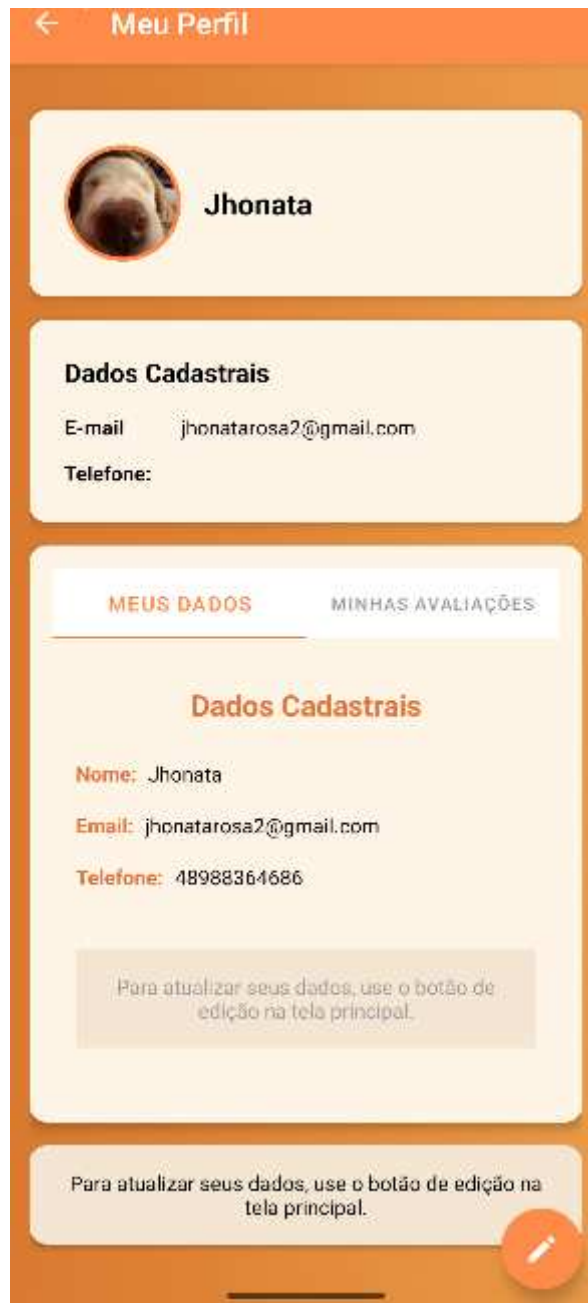 Meu Perfil
Jhonata
Dados Cadastrais
E-mail jhonatarosa2@gmail.com
Telefone:
MEUS DADOS MINHAS AVALIAÇÕES
Dados Cadastrais
Nome: Jhonata
Email: jhonatarosa2@gmail.com
Telefone: 48988364686
Para atualizar seus dados, use o botão de
edição na tela principal.
Para atualizar seus dados, use o botão de edição na
tela principal.